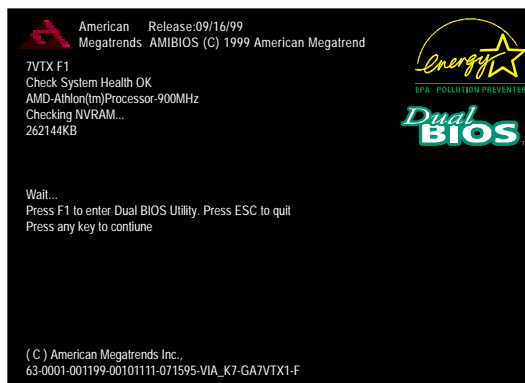 American Release:09/16/99
Megatrends AMIBIOS (C) 1999 American Megatrend
7VTX F1
Check System Health OK
AMD-Athlon(tm)Processor-900MHz
Checking NVRAM...
262144KB
energy
EPA POLLUTION PREVENTER
Dual
BIOS
TM
Wait...
Press F1 to enter Dual BIOS Utility. Press ESC to quit
Press any key to contiune
( C ) American Megatrends Inc.,
63-0001-001199-00101111-071595-VIA_K7-GA7VTX1-F